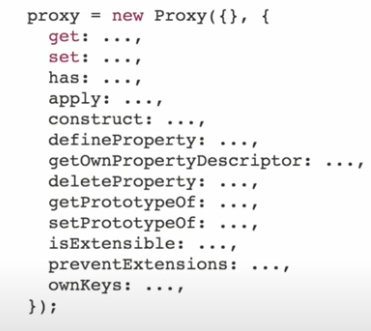 proxy = new Proxy({}, {
  get: ...,
  set: ...,
  has: ...,
  apply: ...,
  construct: ...,
  defineProperty: ...,
  getOwnPropertyDescriptor: ...,
  deleteProperty: ...,
  getPrototypeOf: ...,
  setPrototypeOf: ...,
  isExtensible: ...,
  preventExtensions: ...,
  ownKeys: ...,
});